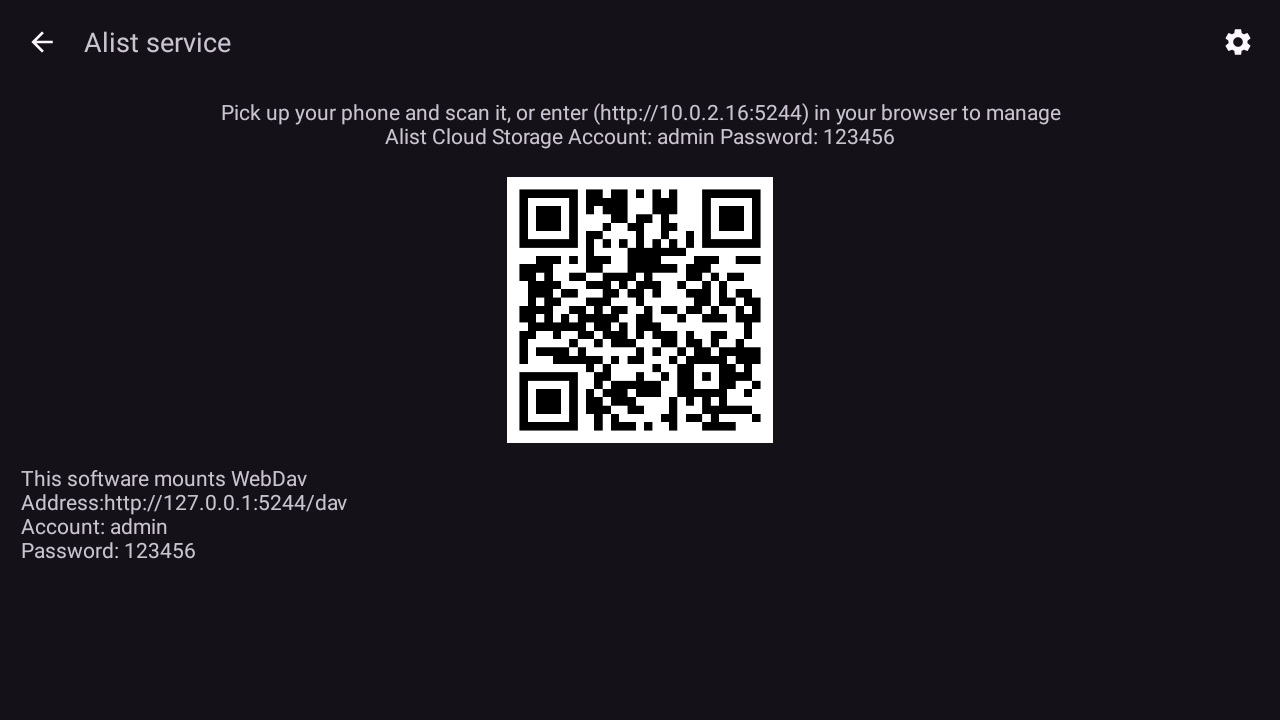 Alist service
Pick up your phone and scan it, or enter (http://10.0.2.16:5244) in your browser to manage
Alist Cloud Storage Account: admin Password: 123456
This software mounts WebDav
Address:http://127.0.0.1:5244/dav
Account: admin
Password: 123456